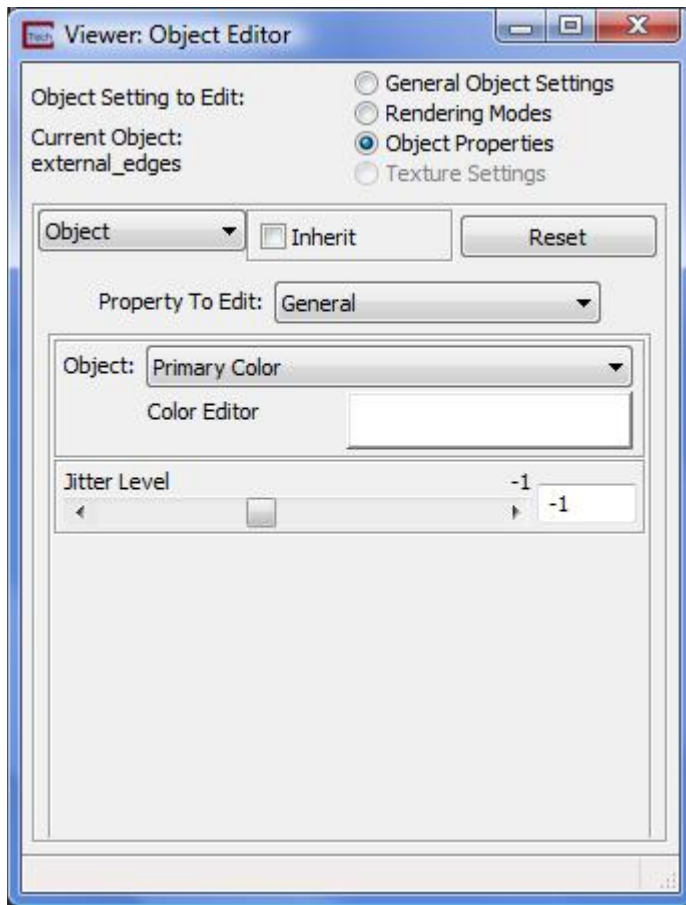 Tech Viewer: Object Editor
Object Setting to Edit:
General Object Settings
Rendering Modes
Current Object:
external_edges
Object Properties
Texture Settings
Object Inherit Reset
Property To Edit: General
Object: Primary Color
Color Editor
Jitter Level -1
-1